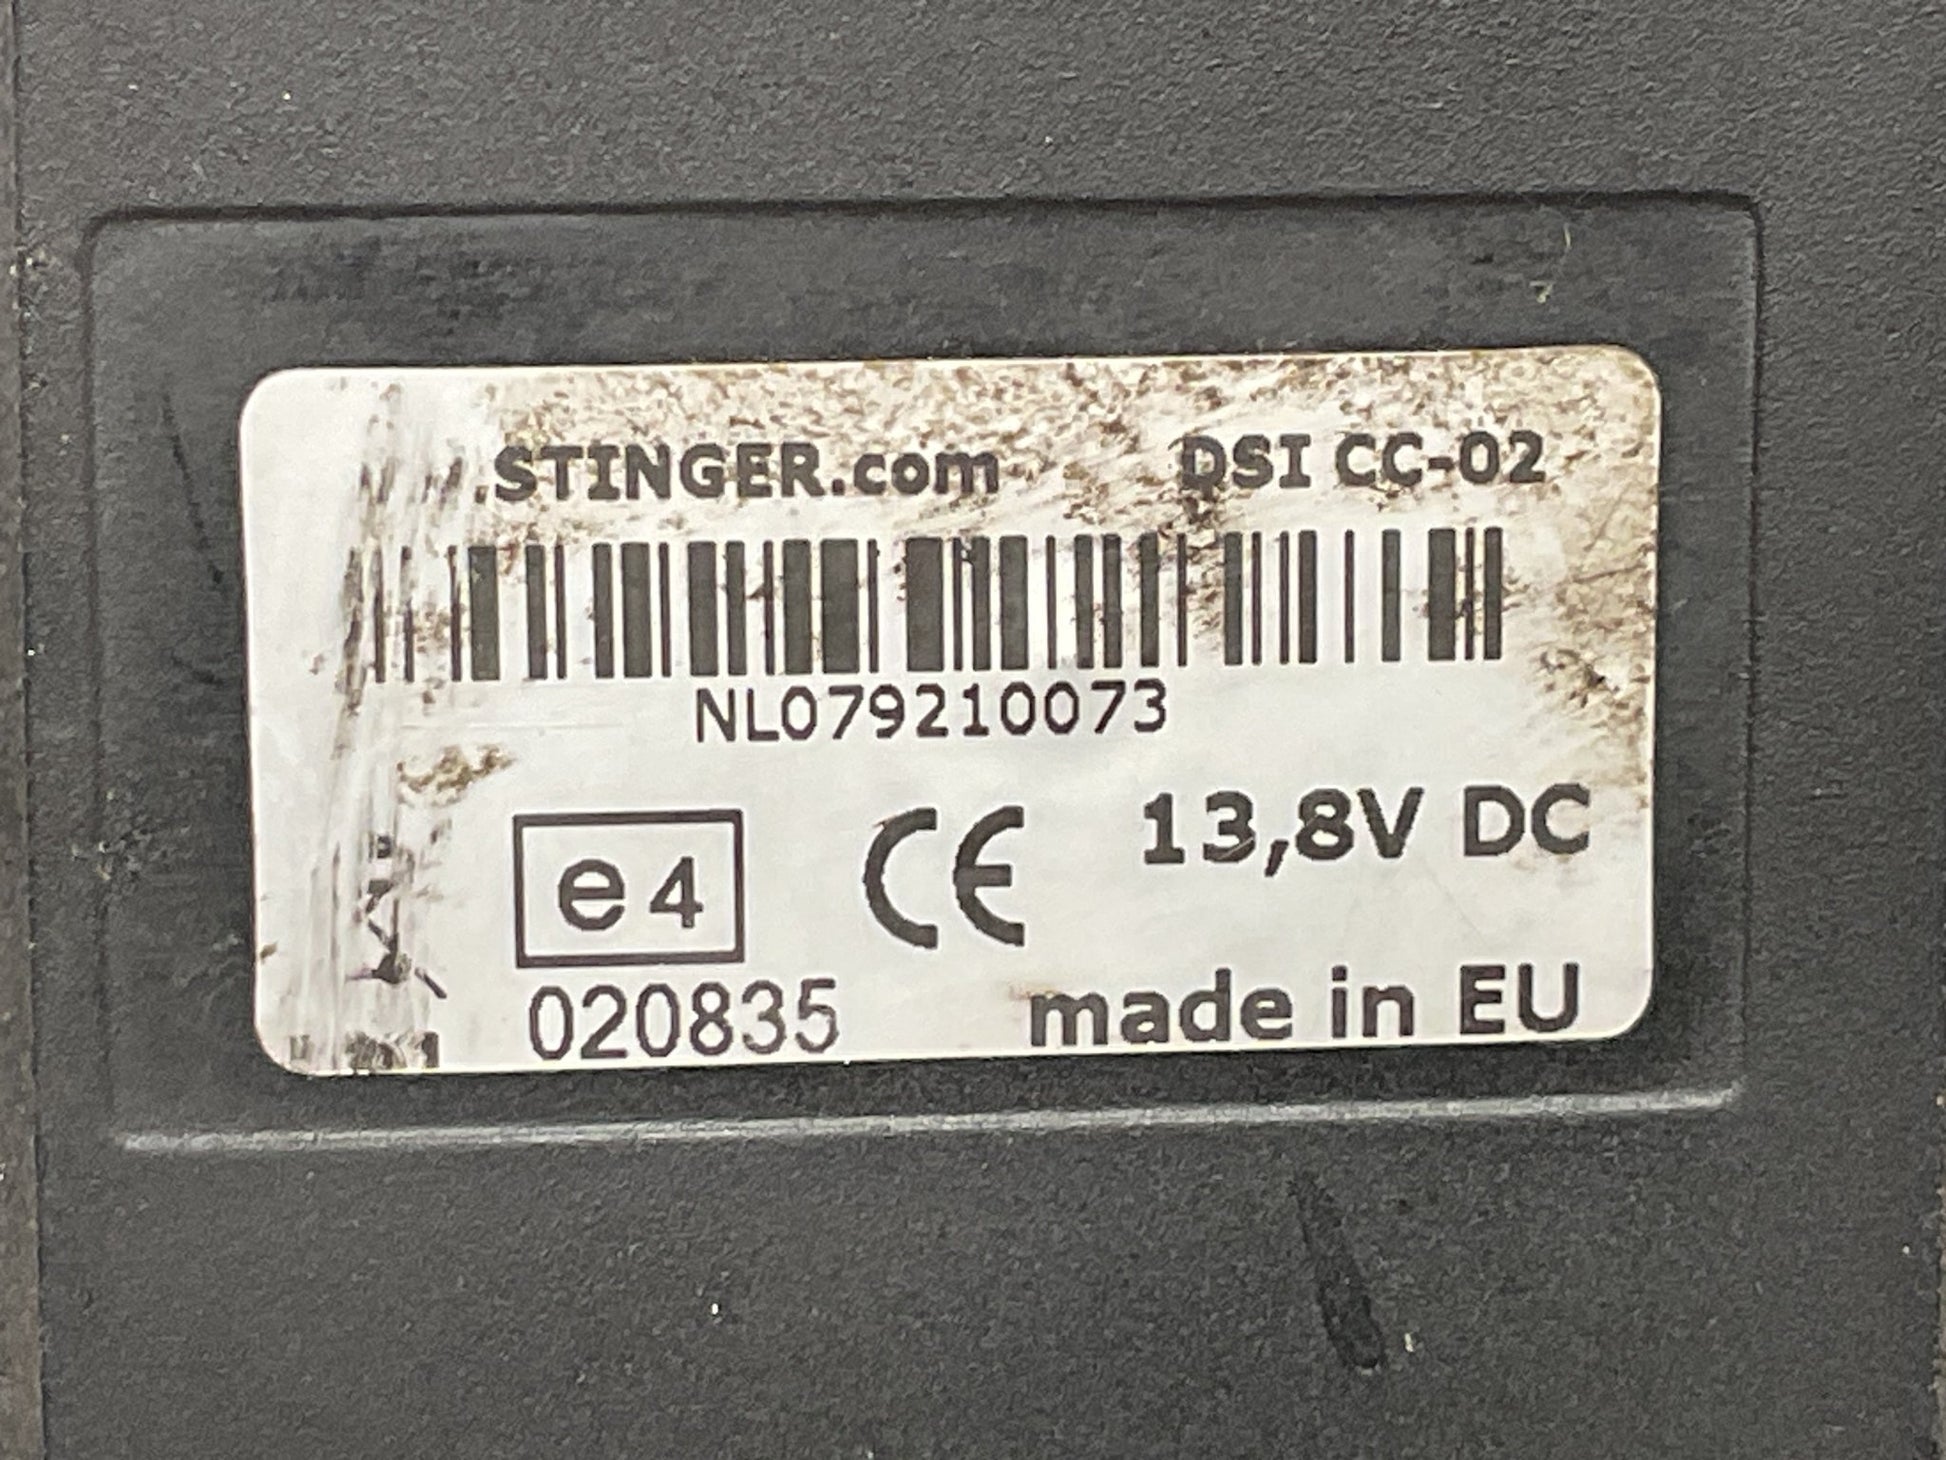 .STINGER.com DSI CC-02
NL079210073
e4 CE 13,8V DC
020835 made in EU